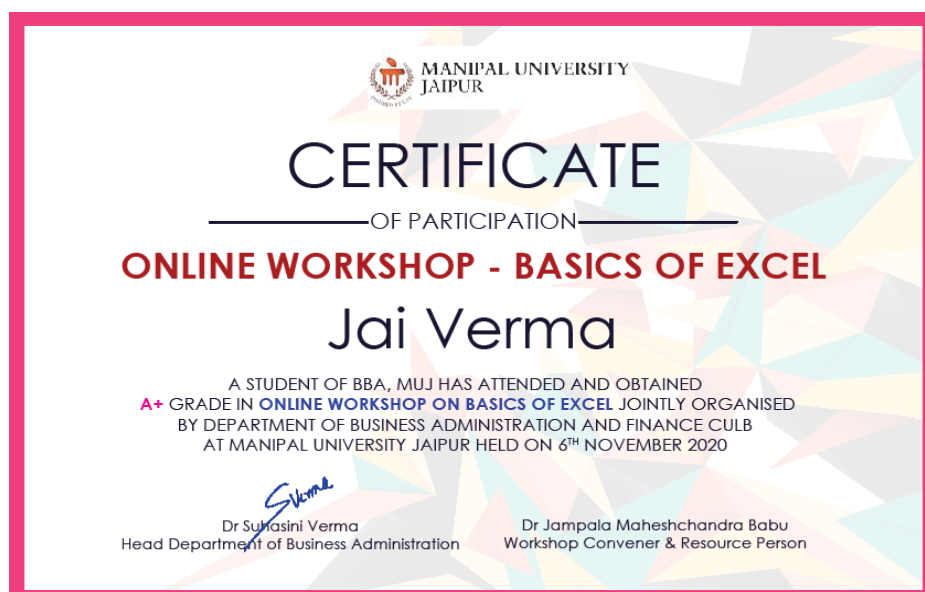 MANIPAL UNIVERSITY
JAIPUR
CERTIFICATE
OF PARTICIPATION
ONLINE WORKSHOP - BASICS OF EXCEL
Jai Verma
A STUDENT OF BBA, MUJ HAS ATTENDED AND OBTAINED
A+ GRADE IN ONLINE WORKSHOP ON BASICS OF EXCEL JOINTLY ORGANISED
BY DEPARTMENT OF BUSINESS ADMINISTRATION AND FINANCE CULB
AT MANIPAL UNIVERSITY JAIPUR HELD ON 6TH NOVEMBER 2020
SVerma
Dr Suhasini Verma
Head Department of Business Administration
Dr Jampala Maheshchandra Babu
Workshop Convener & Resource Person